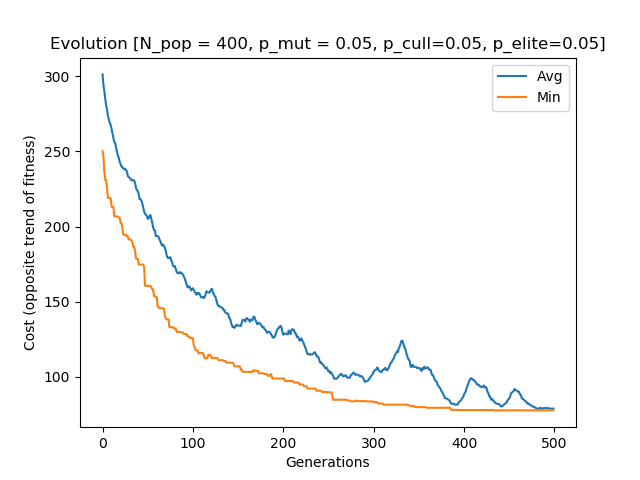 Evolution [N_pop = 400, p_mut = 0.05, p_cull=0.05, p_elite=0.05]
Avg
Min
Cost (opposite trend of fitness)
300
250
200
150
100
0
100
200
300
400
500
Generations